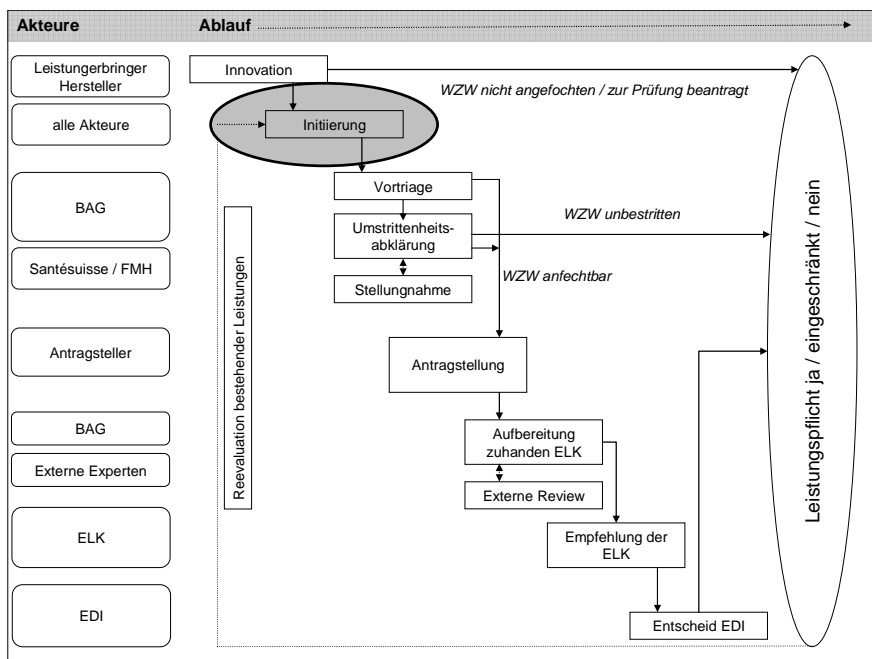 Akteure
Ablauf
Leistungerbringer
Hersteller
Innovation
WZW nicht angefochten / zur Prüfung beantragt
alle Akteure
Initiierung
BAG
Vortriage
Umstrittenheits-
abklärung
WZW unbestritten
Santésuisse / FMH
Stellungnahme
WZW anfechtbar
Antragsteller
Antragstellung
BAG
Aufbereitung
zuhanden ELK
Externe Experten
Externe Review
ELK
Empfehlung der
ELK
EDI
Entscheid EDI
Reevaluation bestehender Leistungen
Leistungspflicht ja / eingeschränkt / nein